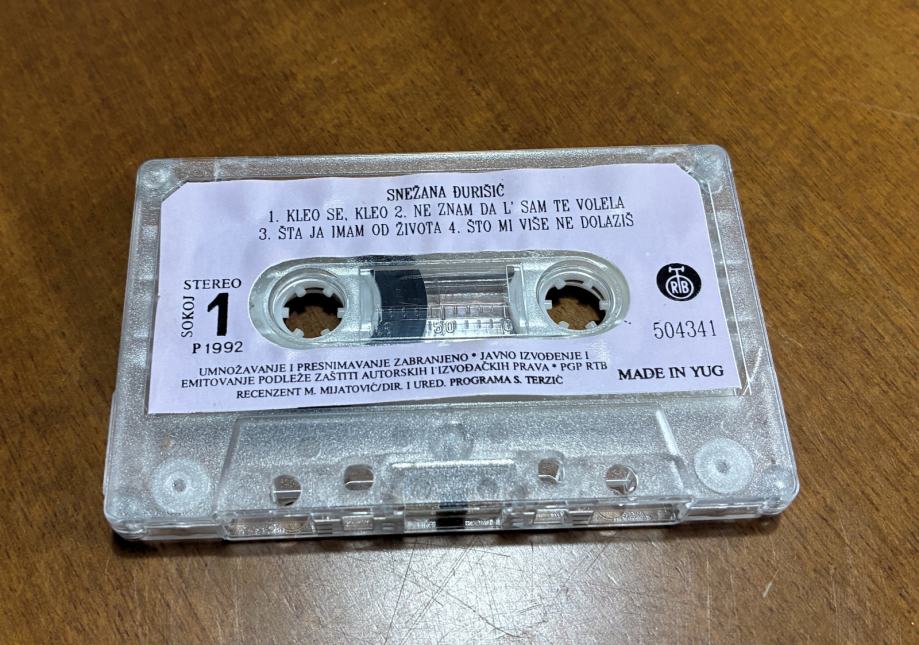 SNEŽANA ĐURIŠIĆ
1. KLEO SE, KLEO 2. NE ZNAM DA L' SAM TE VOLELA
3. ŠTA JA IMAM OD ŽIVOTA 4. ŠTO MI VIŠE NE DOLAZIŠ
STEREO
SOKOJ
1
P1992
RTB
504341
50
UMNOŽAVANJE I PRESNIMAVANJE ZABRANJENO * JAVNO IZVOĐENJE I
EMITOVANJE PODLEŽE ZAŠTITI AUTORSKIH I IZVOĐAČKIH PRAVA * PGP RTB
RECENZENT M. MIJATOVIĆ/DIR. I URED. PROGRAMA S. TERZIĆ
MADE IN YUG